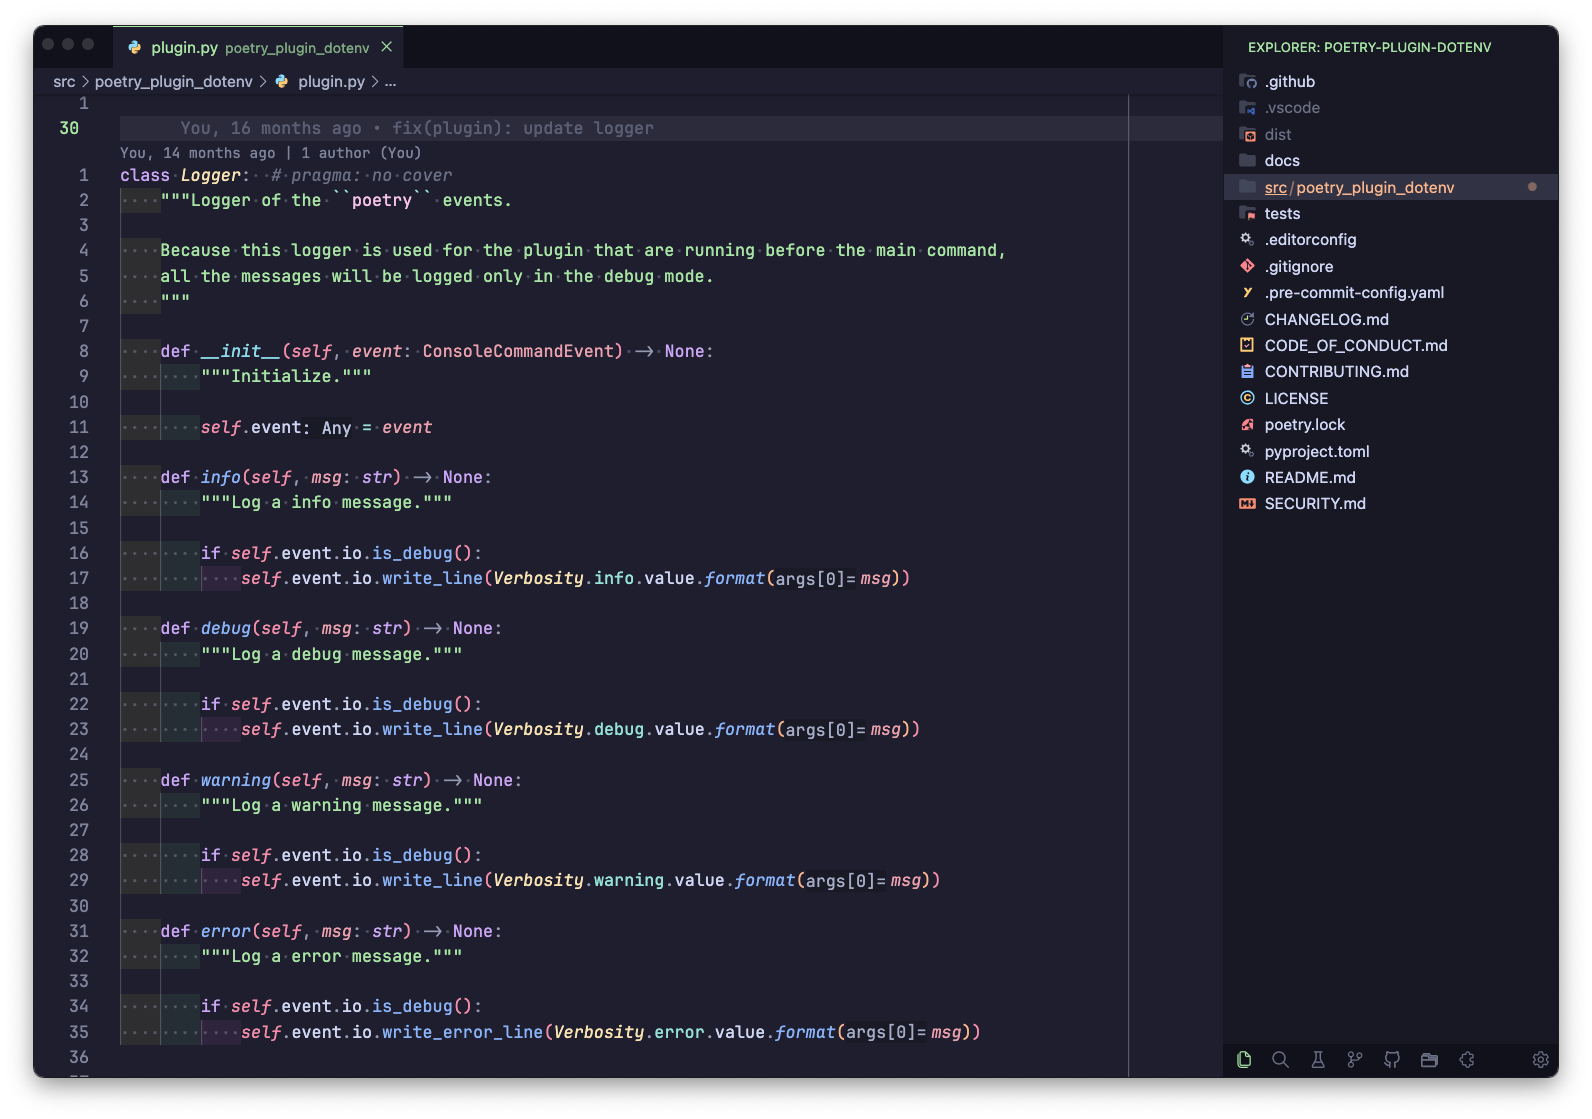 plugin.py poetry_plugin_dotenv
src > poetry_plugin_dotenv > plugin.py > ...
1
30 You, 16 months ago • fix(plugin): update logger
You, 14 months ago | 1 author (You)
1 class Logger: # pragma: no cover
2 """Logger of the ``poetry`` events.
3
4 Because this logger is used for the plugin that are running before the main command,
5 all the messages will be logged only in the debug mode.
6 """
7
8 def __init__(self, event: ConsoleCommandEvent) -> None:
9 """Initialize."""
10
11 self.event: Any = event
12
13 def info(self, msg: str) -> None:
14 """Log a info message."""
15
16 if self.event.io.is_debug():
17 self.event.io.write_line(Verbosity.info.value.format(args[0]= msg))
18
19 def debug(self, msg: str) -> None:
20 """Log a debug message."""
21
22 if self.event.io.is_debug():
23 self.event.io.write_line(Verbosity.debug.value.format(args[0]= msg))
24
25 def warning(self, msg: str) -> None:
26 """Log a warning message."""
27
28 if self.event.io.is_debug():
29 self.event.io.write_line(Verbosity.warning.value.format(args[0]= msg))
30
31 def error(self, msg: str) -> None:
32 """Log a error message."""
33
34 if self.event.io.is_debug():
35 self.event.io.write_error_line(Verbosity.error.value.format(args[0]= msg))
36
EXPLORER: POETRY-PLUGIN-DOTENV
.github
.vscode
dist
docs
src/poetry_plugin_dotenv
tests
.editorconfig
.gitignore
.pre-commit-config.yaml
CHANGELOG.md
CODE_OF_CONDUCT.md
CONTRIBUTING.md
LICENSE
poetry.lock
pyproject.toml
README.md
SECURITY.md